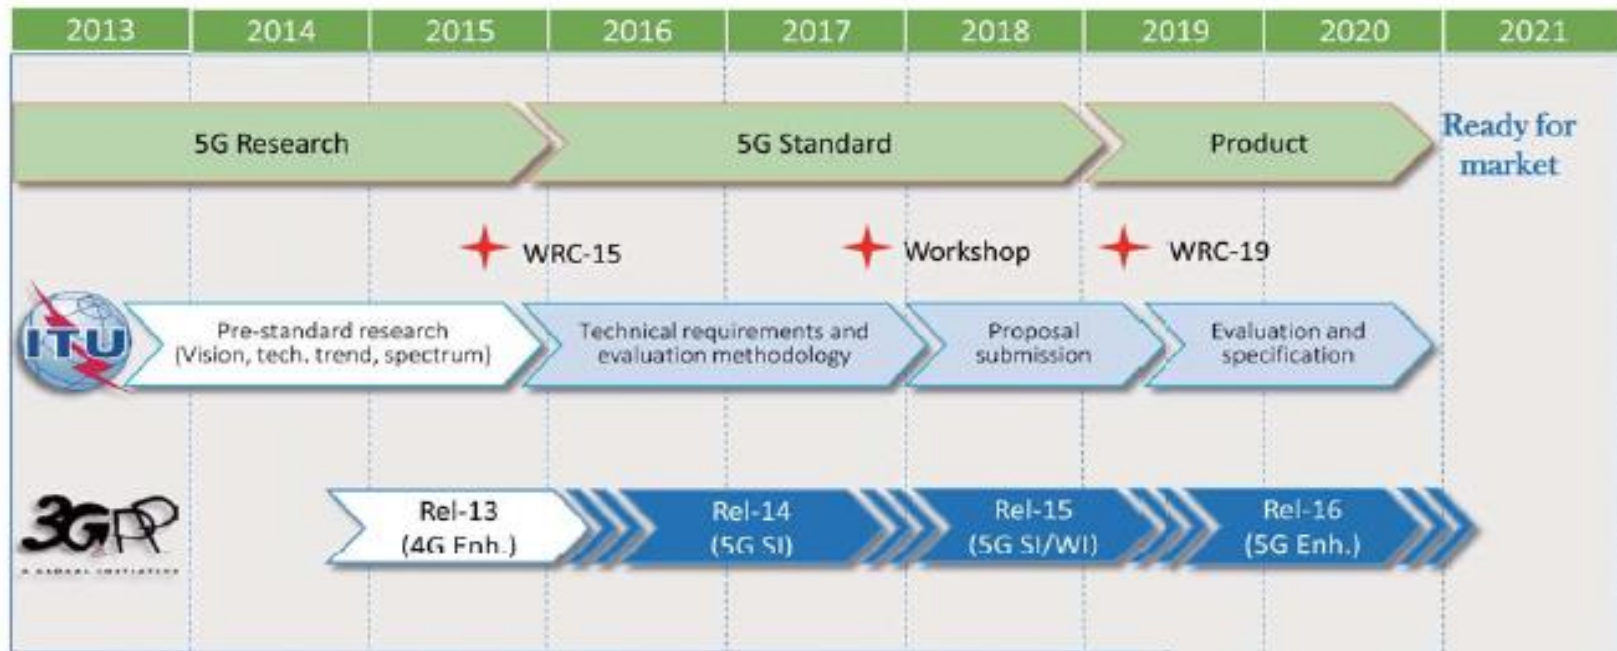 2013 2014 2015 2016 2017 2018 2019 2020 2021
5G Research 5G Standard Product
Ready for
market
WRC-15 Workshop WRC-19
ITU
Pre-standard research
(Vision, tech. trend, spectrum)
Technical requirements and
evaluation methodology
Proposal
submission
Evaluation and
specification
3GPP
A GLOBAL INITIATIVE
Rel-13
(4G Enh.)
Rel-14
(5G SI)
Rel-15
(5G SI/WI)
Rel-16
(5G Enh.)